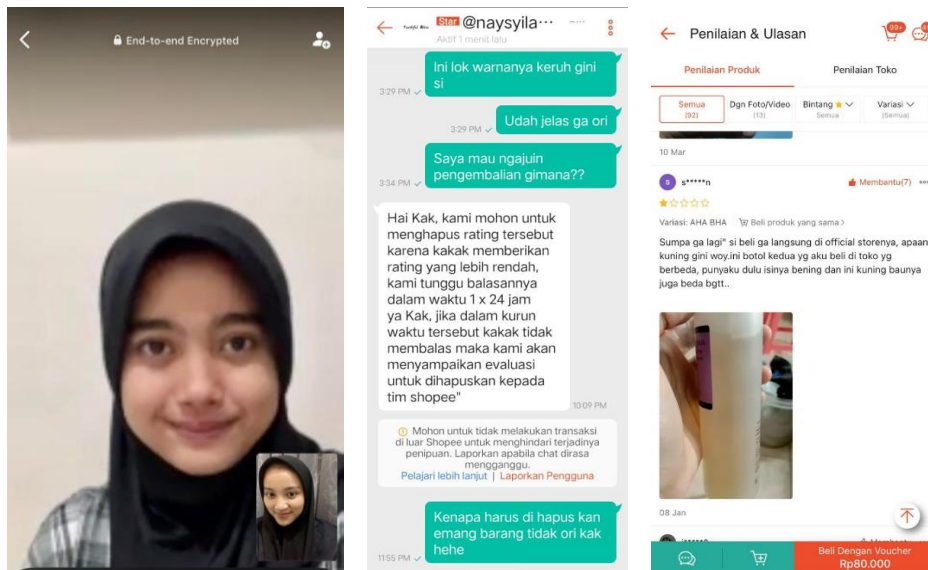 End-to-end Encrypted
Star @naysyila...
Aktif 1 menit lalu
Ini lok warnanya keruh gini
si
3:29 PM
Udah jelas ga ori
3:29 PM
Saya mau ngajuin
pengembalian gimana??
3:34 PM
Hai Kak, kami mohon untuk
menghapus rating tersebut
karena kakak memberikan
rating yang lebih rendah,
kami tunggu balasannya
dalam waktu 1 x 24 jam
ya Kak, jika dalam kurun
waktu tersebut kakak tidak
membalas maka kami akan
menyampaikan evaluasi
untuk dihapuskan kepada
tim shopee"
10:09 PM
Mohon untuk tidak melakukan transaksi
di luar Shopee untuk menghindari terjadinya
penipuan. Laporkan apabila chat dirasa
mengganggu.
Pelajari lebih lanjut | Laporkan Pengguna
Kenapa harus di hapus kan
emang barang tidak ori kak
hehe
11:55 PM
Penilaian & Ulasan
99+
Penilaian Produk
Penilaian Toko
Semua
(92)
Dgn Foto/Video
(13)
Bintang
Semua
Variasi
(Semua)
10 Mar
s
s*****n
Membantu(7)
Variasi: AHA BHA
Beli produk yang sama
Sumpa ga lagi" si beli ga langsung di official storenya, apaan
kuning gini woy.ini botol kedua yg aku beli di toko yg
berbeda, punyaku dulu isinya bening dan ini kuning baunya
juga beda bgtt..
08 Jan
Beli Dengan Voucher
Rp80.000